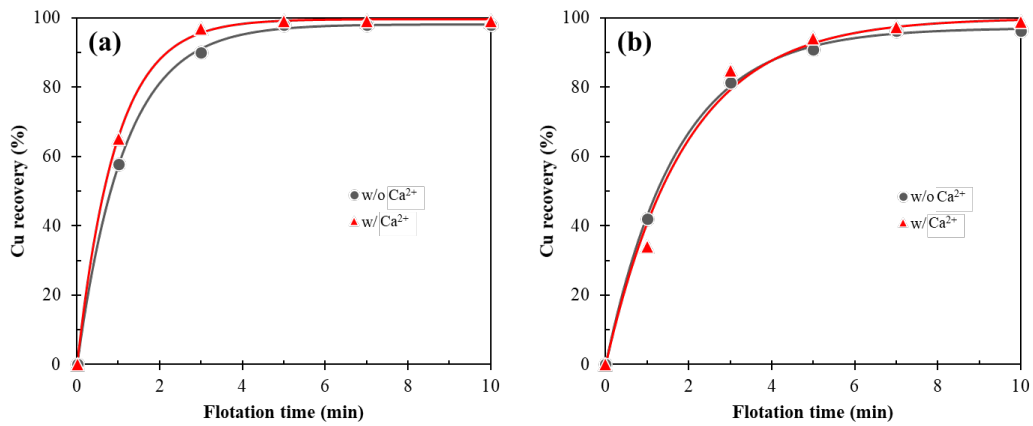 (a)
Cu recovery (%)
100
80
60
40
20
0
w/o Ca²⁺
w/ Ca²⁺
0 2 4 6 8 10
Flotation time (min)
(b)
Cu recovery (%)
100
80
60
40
20
0
w/o Ca²⁺
w/ Ca²⁺
0 2 4 6 8 10
Flotation time (min)